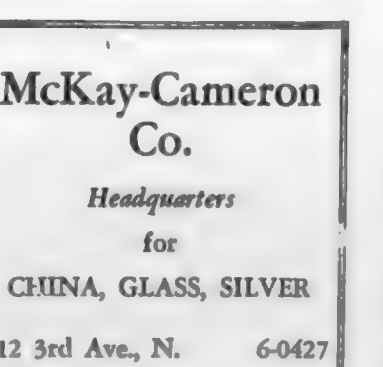 McKay-Cameron
Co.
Headquarters
for
CHINA, GLASS, SILVER
12 3rd Ave., N. 6-0427